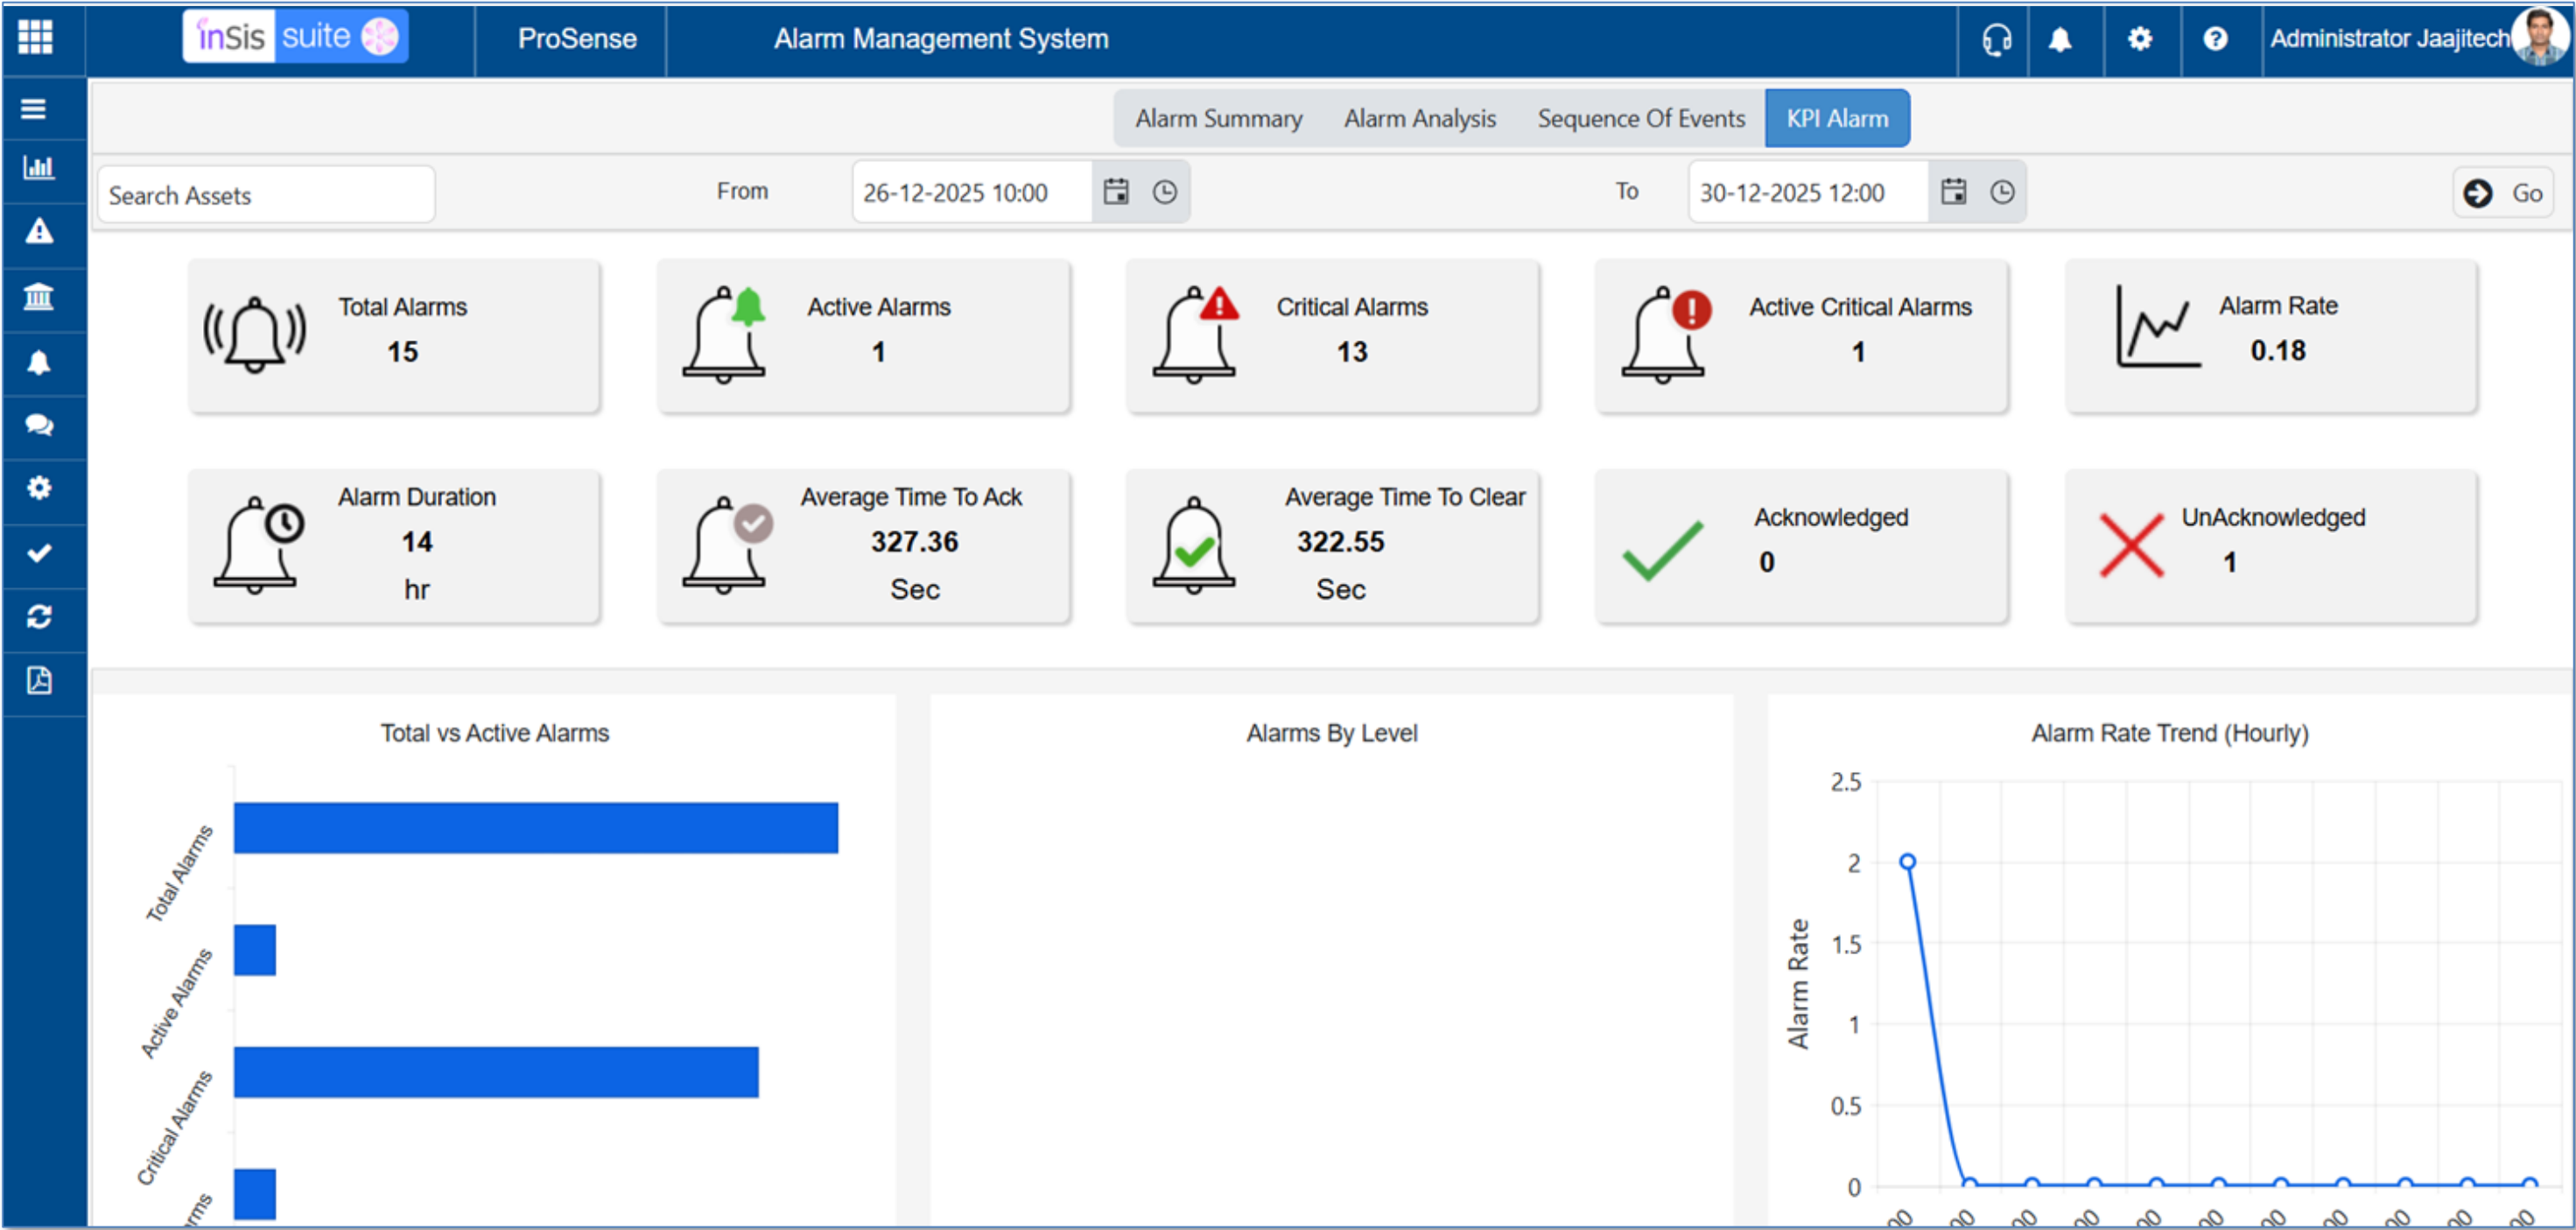 inSis suite
ProSense
Alarm Management System
Administrator Jaajitech
Alarm Summary
Alarm Analysis
Sequence Of Events
KPI Alarm
Search Assets
From
26-12-2025 10:00
To
30-12-2025 12:00
Go
Total Alarms
15
Active Alarms
1
Critical Alarms
13
Active Critical Alarms
1
Alarm Rate
0.18
Alarm Duration
14
hr
Average Time To Ack
327.36
Sec
Average Time To Clear
322.55
Sec
Acknowledged
0
UnAcknowledged
1
Total vs Active Alarms
Total Alarms
Active Alarms
Critical Alarms
Alarms By Level
Alarm Rate Trend (Hourly)
Alarm Rate
2.5
2
1.5
1
0.5
0